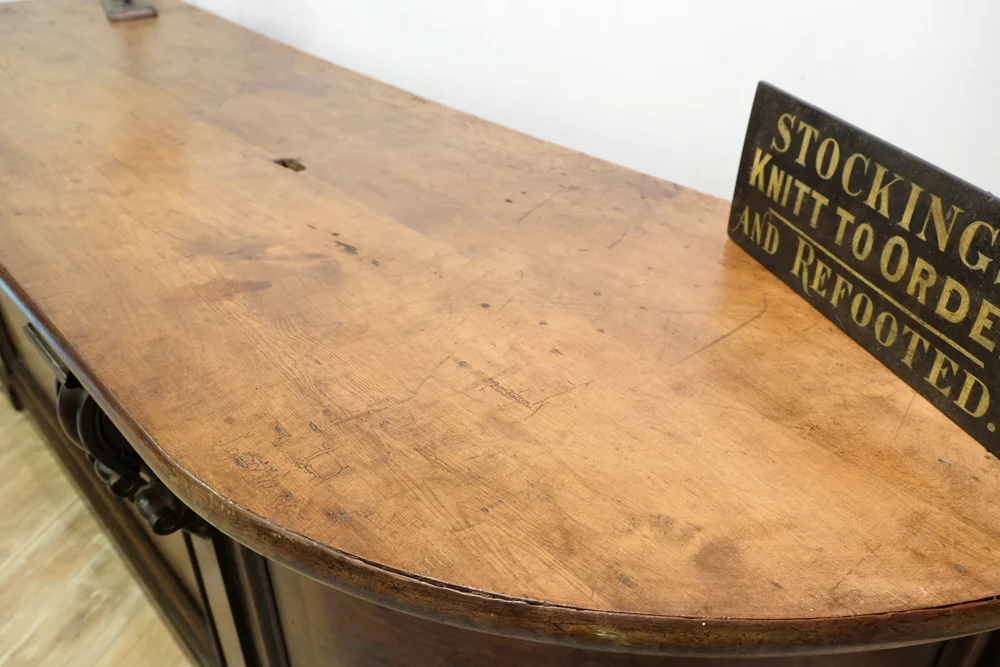 STOCKING
KNITT TO ORDE
AND REFOOTED.